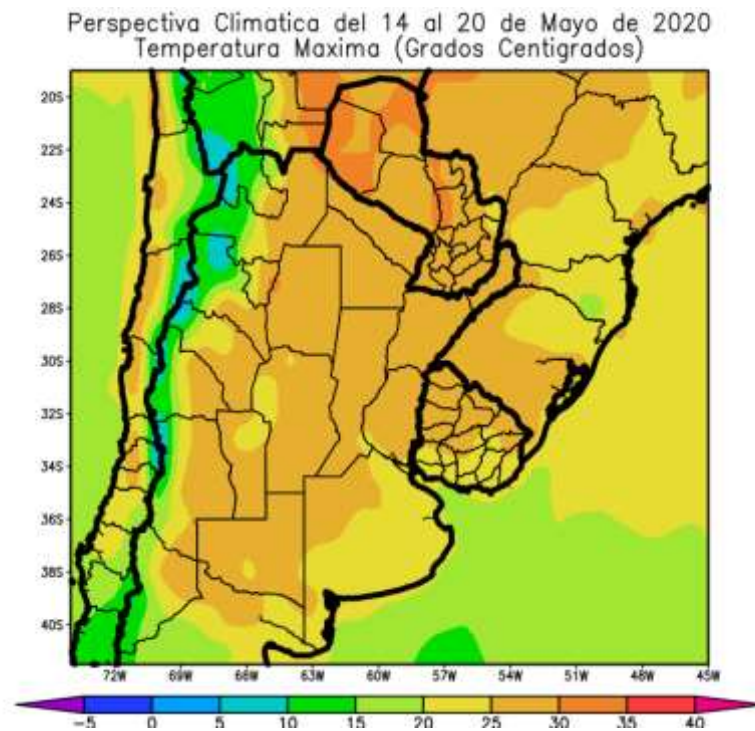 Perspectiva Climatica del 14 al 20 de Mayo de 2020
Temperatura Maxima (Grados Centigrados)
20S
22S
24S
26S
28S
30S
32S
34S
36S
38S
40S
72W 69W 66W 63W 60W 57W 54W 51W 48W 45W
-5 0 5 10 15 20 25 30 35 40